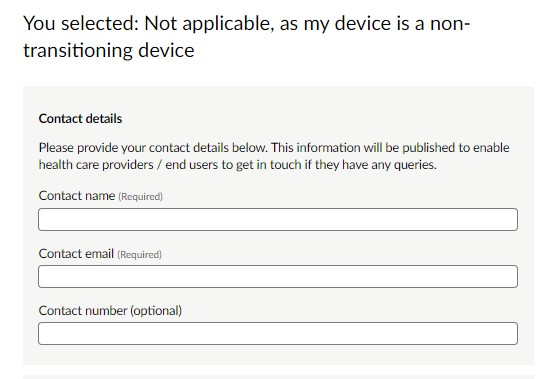 You selected: Not applicable, as my device is a non-
transitioning device
Contact details
Please provide your contact details below. This information will be published to enable
health care providers / end users to get in touch if they have any queries.
Contact name (Required)
Contact email (Required)
Contact number (optional)